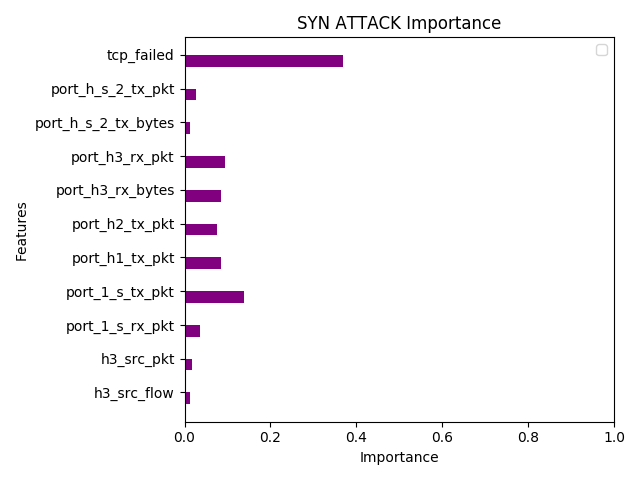 SYN ATTACK Importance
tcp_failed
port_h_s_2_tx_pkt
port_h_s_2_tx_bytes
port_h3_rx_pkt
port_h3_rx_bytes
port_h2_tx_pkt
port_h1_tx_pkt
port_1_s_tx_pkt
port_1_s_rx_pkt
h3_src_pkt
h3_src_flow
Features
0.0 0.2 0.4 0.6 0.8 1.0
Importance